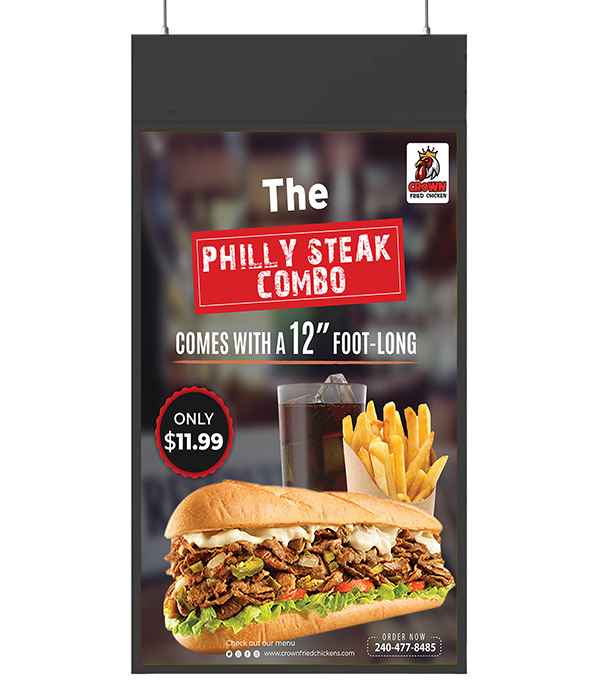 CROWN
FRIED CHICKEN
The
PHILLY STEAK
COMBO
COMES WITH A 12” FOOT-LONG
ONLY
$11.99
Check out our menu
www.crownfriedchickens.com
ORDER NOW
240-477-8485